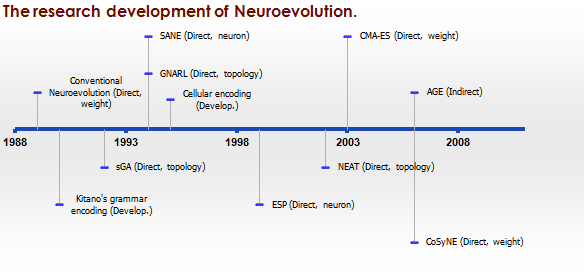 The research development of Neuroevolution.
SANE (Direct, neuron)
CMA-ES (Direct, weight)
GNARL (Direct, topology)
Conventional
Neuroevolution (Direct,
weight)
Cellular encoding
(Develop.)
AGE (Indirect)
1988
1993
1998
2003
2008
sGA (Direct, topology)
NEAT (Direct, topology)
Kitano's grammar
encoding (Develop.)
ESP (Direct, neuron)
CoSyNE (Direct, weight)